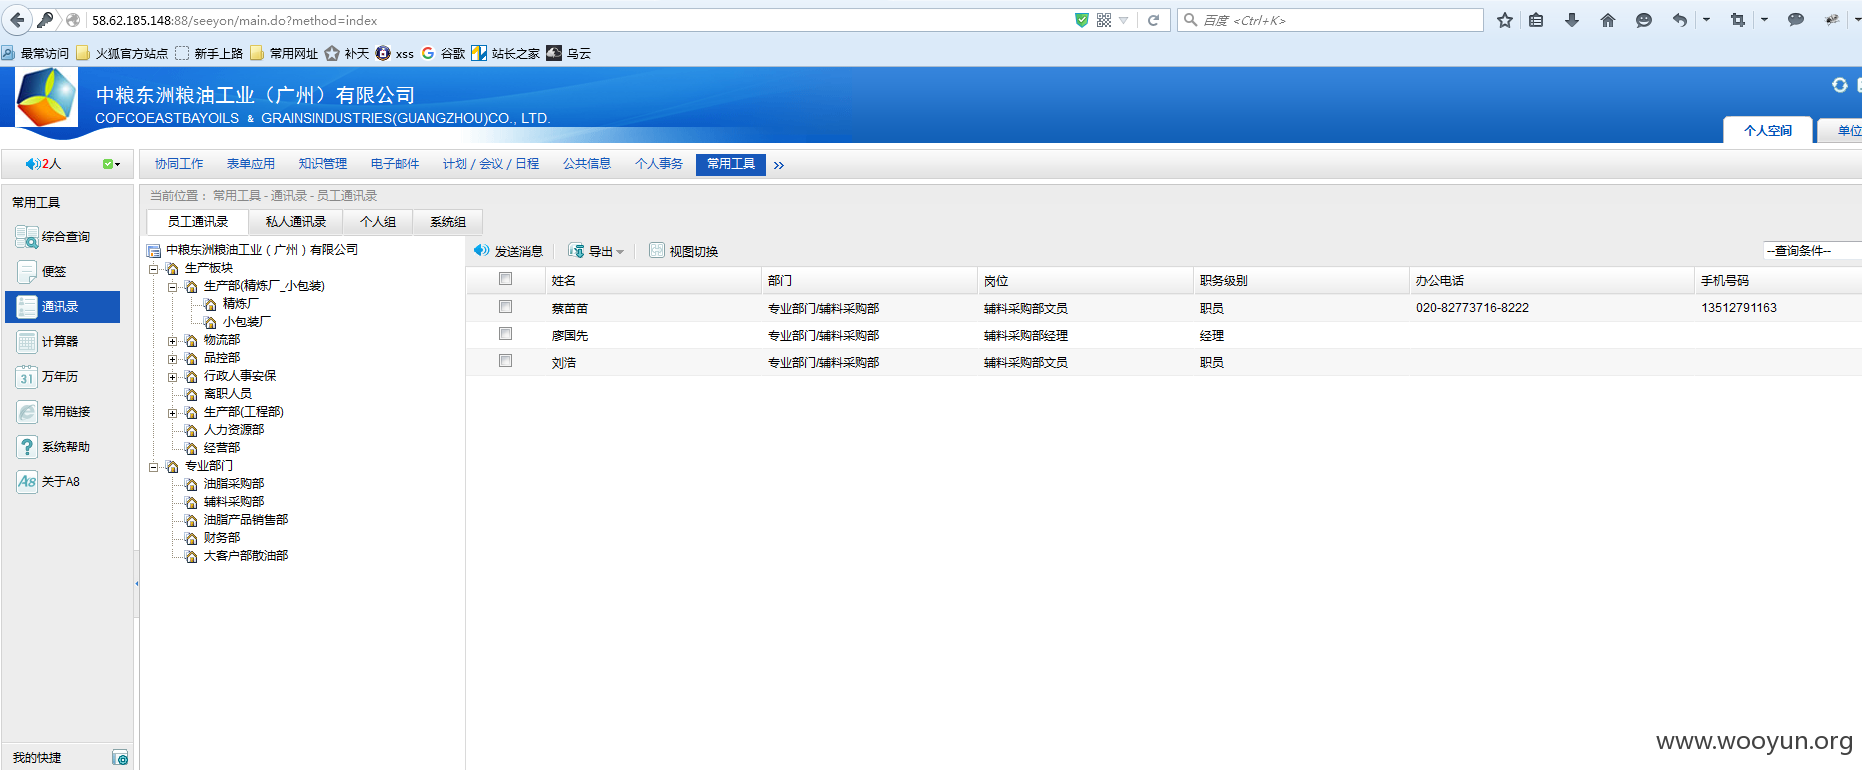 58.62.185.148:88/seeyon/main.do?method=index
百度 <Ctrl+K>
最常访问 火狐官方站点 新手上路 常用网址 补天 xss 谷歌 站长之家 乌云
中粮东洲粮油工业（广州）有限公司
COFCOEASTBAYOILS & GRAINSINDUSTRIES(GUANGZHOU)CO., LTD.
个人空间 单位
2人
协同工作 表单应用 知识管理 电子邮件 计划 / 会议 / 日程 公共信息 个人事务 常用工具 »
常用工具
综合查询
便签
通讯录
计算器
31 万年历
常用链接
系统帮助
A8 关于A8
我的快捷
当前位置： 常用工具 - 通讯录 - 员工通讯录
员工通讯录 私人通讯录 个人组 系统组
中粮东洲粮油工业（广州）有限公司
生产板块
生产部(精炼厂_小包装)
精炼厂
小包装厂
物流部
品控部
行政人事安保
离职人员
生产部(工程部)
人力资源部
经营部
专业部门
油脂采购部
辅料采购部
油脂产品销售部
财务部
大客户部散油部
发送消息 导出 视图切换 --查询条件--
姓名 部门 岗位 职务级别 办公电话 手机号码
蔡苗苗 专业部门/辅料采购部 辅料采购部文员 职员 020-82773716-8222 13512791163
廖国先 专业部门/辅料采购部 辅料采购部经理 经理
刘浩 专业部门/辅料采购部 辅料采购部文员 职员
www.wooyun.org